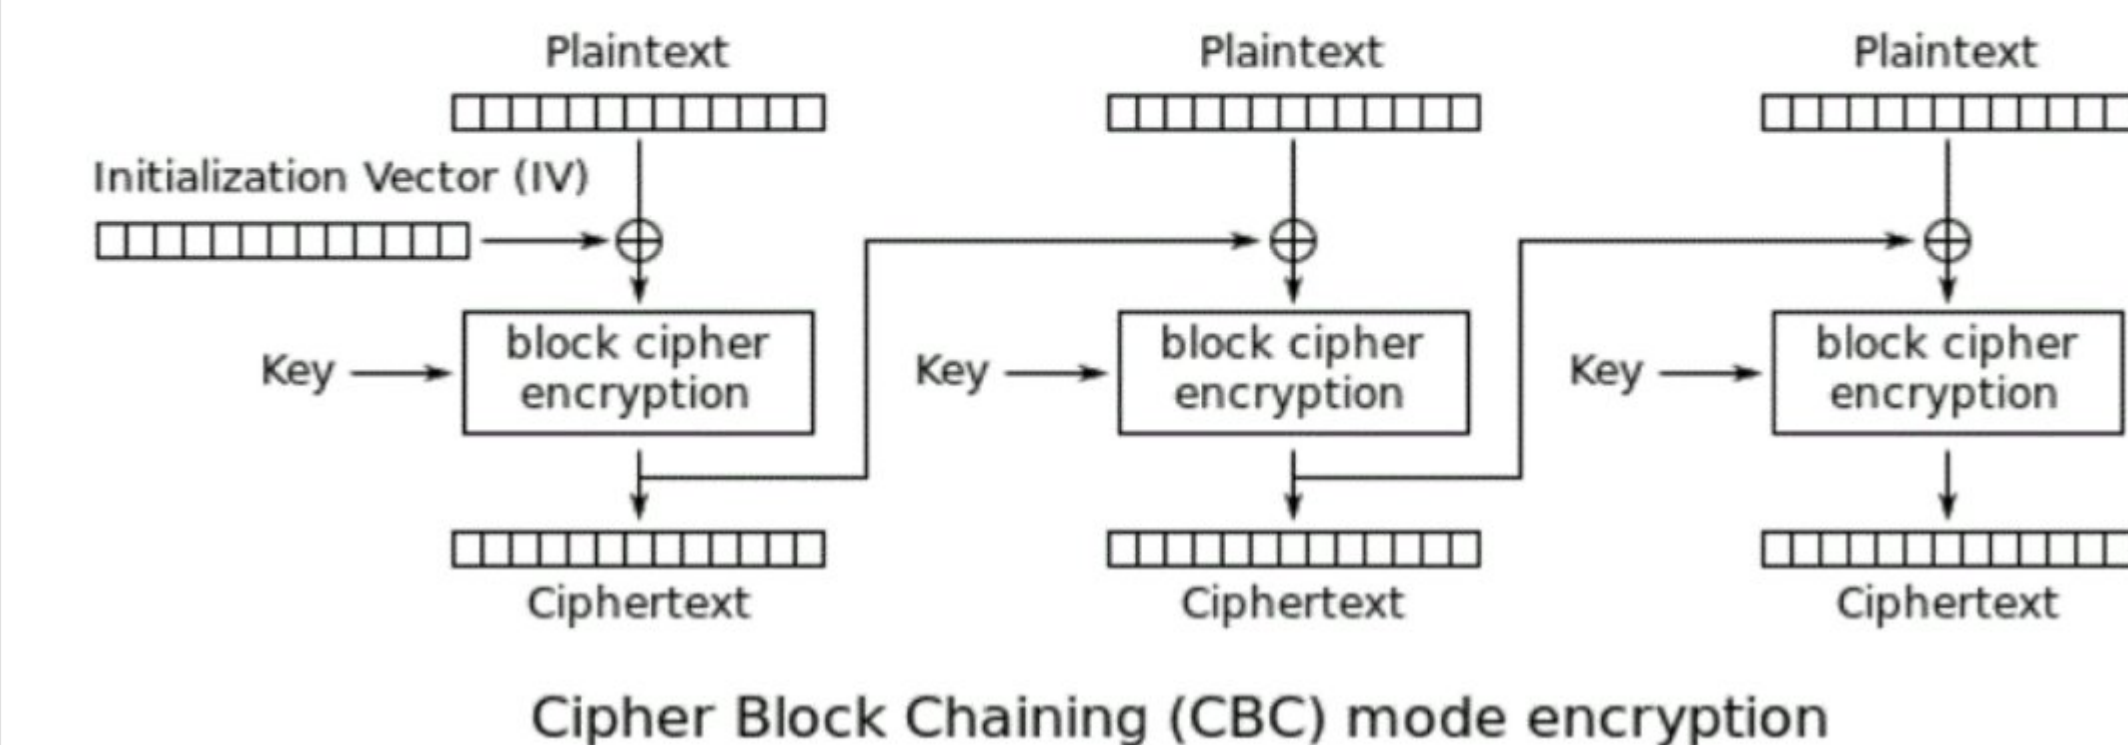 Plaintext
Plaintext
Plaintext
Initialization Vector (IV)
Key
block cipher
encryption
Key
block cipher
encryption
Key
block cipher
encryption
Ciphertext
Ciphertext
Ciphertext
Cipher Block Chaining (CBC) mode encryption